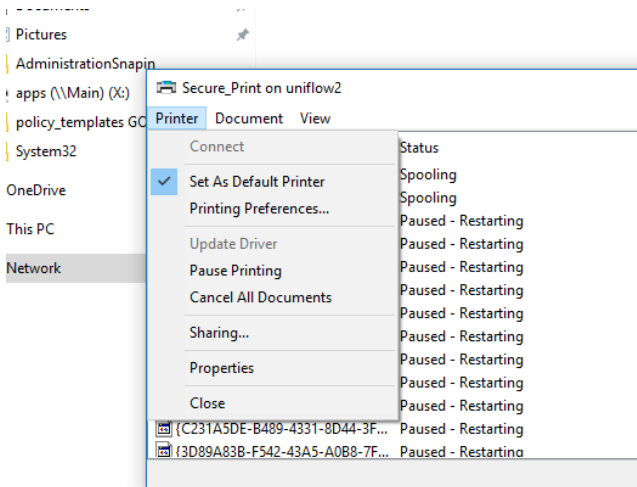 Documents
Pictures
AdministrationSnapin
apps (\\Main) (X:)
policy_templates GO
System32
OneDrive
This PC
Network
Secure_Print on uniflow2
Printer Document View
Connect
Set As Default Printer
Printing Preferences...
Update Driver
Pause Printing
Cancel All Documents
Sharing...
Properties
Close
Status
Spooling
Spooling
Paused - Restarting
Paused - Restarting
Paused - Restarting
Paused - Restarting
Paused - Restarting
Paused - Restarting
Paused - Restarting
Paused - Restarting
Paused - Restarting
{C231A5DE-B489-4331-8D44-3F... Paused - Restarting
{3D89A83B-F542-43A5-A0B8-7F... Paused - Restarting